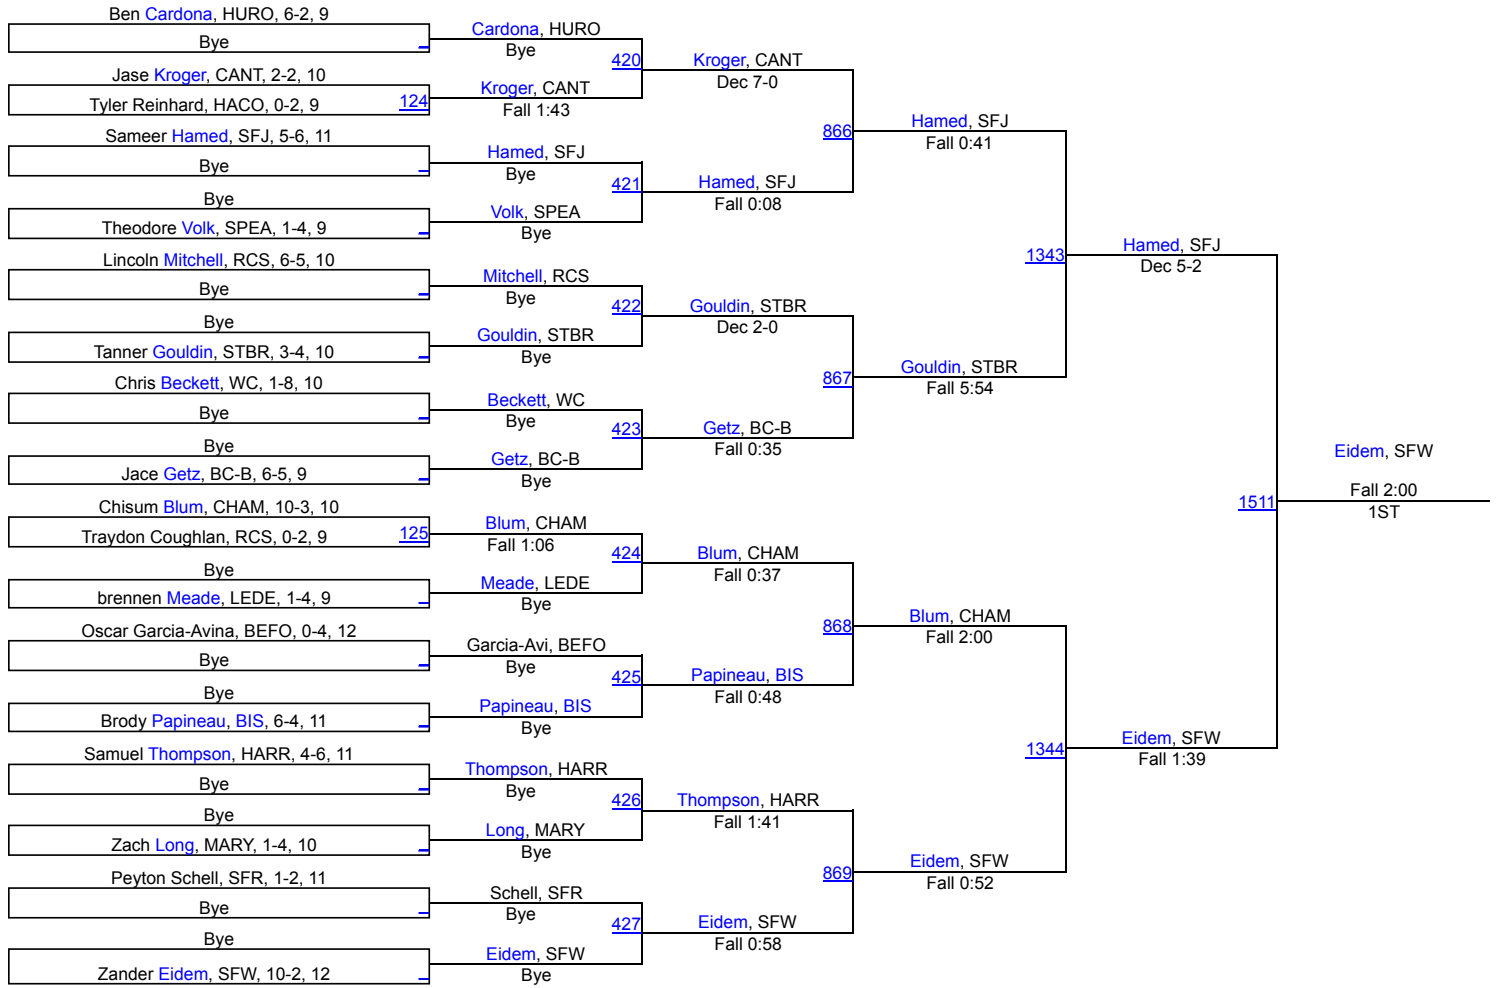 Ben Cardona, HURO, 6-2, 9
Bye
Jase Kroger, CANT, 2-2, 10
Tyler Reinhard, HACO, 0-2, 9
124
Sameer Hamed, SFJ, 5-6, 11
Bye
Bye
Theodore Volk, SPEA, 1-4, 9
Lincoln Mitchell, RCS, 6-5, 10
Bye
Bye
Tanner Gouldin, STBR, 3-4, 10
Chris Beckett, WC, 1-8, 10
Bye
Bye
Jace Getz, BC-B, 6-5, 9
Chisum Blum, CHAM, 10-3, 10
Traydon Coughlan, RCS, 0-2, 9
125
Bye
brennen Meade, LEDE, 1-4, 9
Oscar Garcia-Avina, BEFO, 0-4, 12
Bye
Bye
Brody Papineau, BIS, 6-4, 11
Samuel Thompson, HARR, 4-6, 11
Bye
Bye
Zach Long, MARY, 1-4, 10
Peyton Schell, SFR, 1-2, 11
Bye
Bye
Zander Eidem, SFW, 10-2, 12
Cardona, HURO
Bye
420
Kroger, CANT
Fall 1:43
Hamed, SFJ
Bye
421
Volk, SPEA
Bye
Mitchell, RCS
Bye
422
Gouldin, STBR
Bye
Beckett, WC
Bye
423
Getz, BC-B
Bye
Blum, CHAM
Fall 1:06
424
Meade, LEDE
Bye
Garcia-Avi, BEFO
Bye
425
Papineau, BIS
Bye
Thompson, HARR
Bye
426
Long, MARY
Bye
Schell, SFR
Bye
427
Eidem, SFW
Bye
Kroger, CANT
Dec 7-0
866
Hamed, SFJ
Fall 0:08
Gouldin, STBR
Dec 2-0
867
Getz, BC-B
Fall 0:35
Blum, CHAM
Fall 0:37
868
Papineau, BIS
Fall 0:48
Thompson, HARR
Fall 1:41
869
Eidem, SFW
Fall 0:58
Hamed, SFJ
Fall 0:41
1343
Gouldin, STBR
Fall 5:54
Blum, CHAM
Fall 2:00
1344
Eidem, SFW
Fall 0:52
Hamed, SFJ
Dec 5-2
1511
Eidem, SFW
Fall 1:39
Eidem, SFW
Fall 2:00
1ST